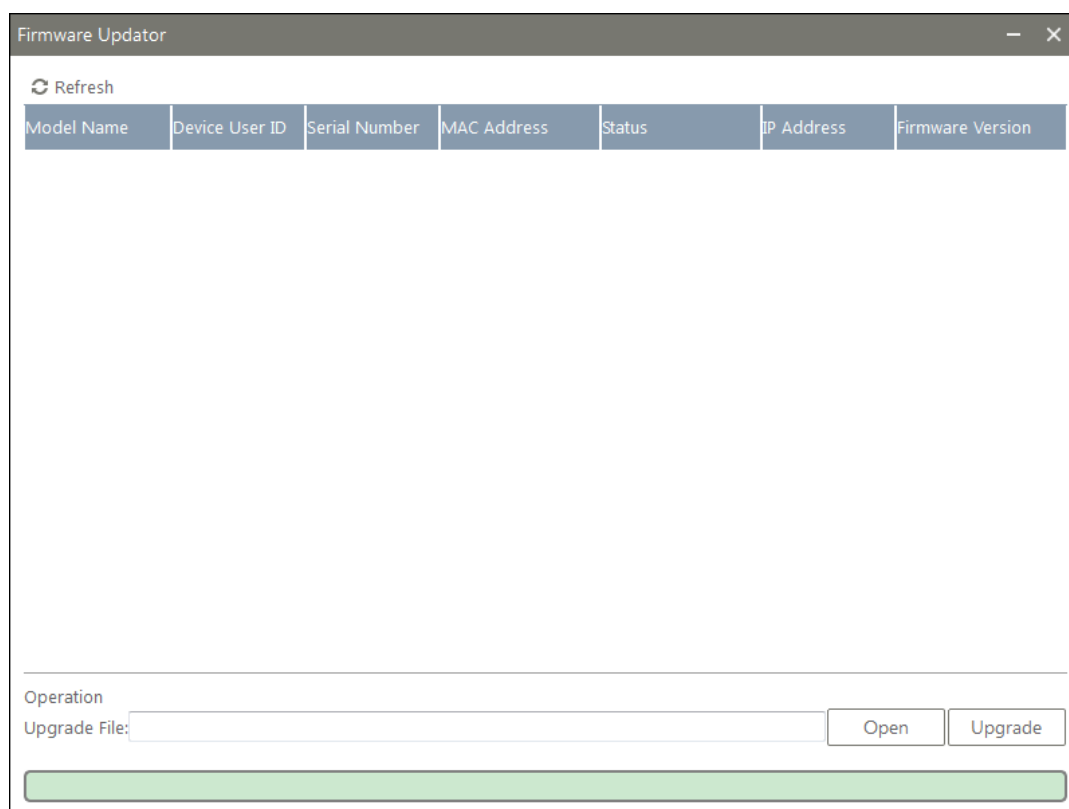 Firmware Updator
Refresh
Model Name Device User ID Serial Number MAC Address Status IP Address Firmware Version
Operation
Upgrade File: Open Upgrade